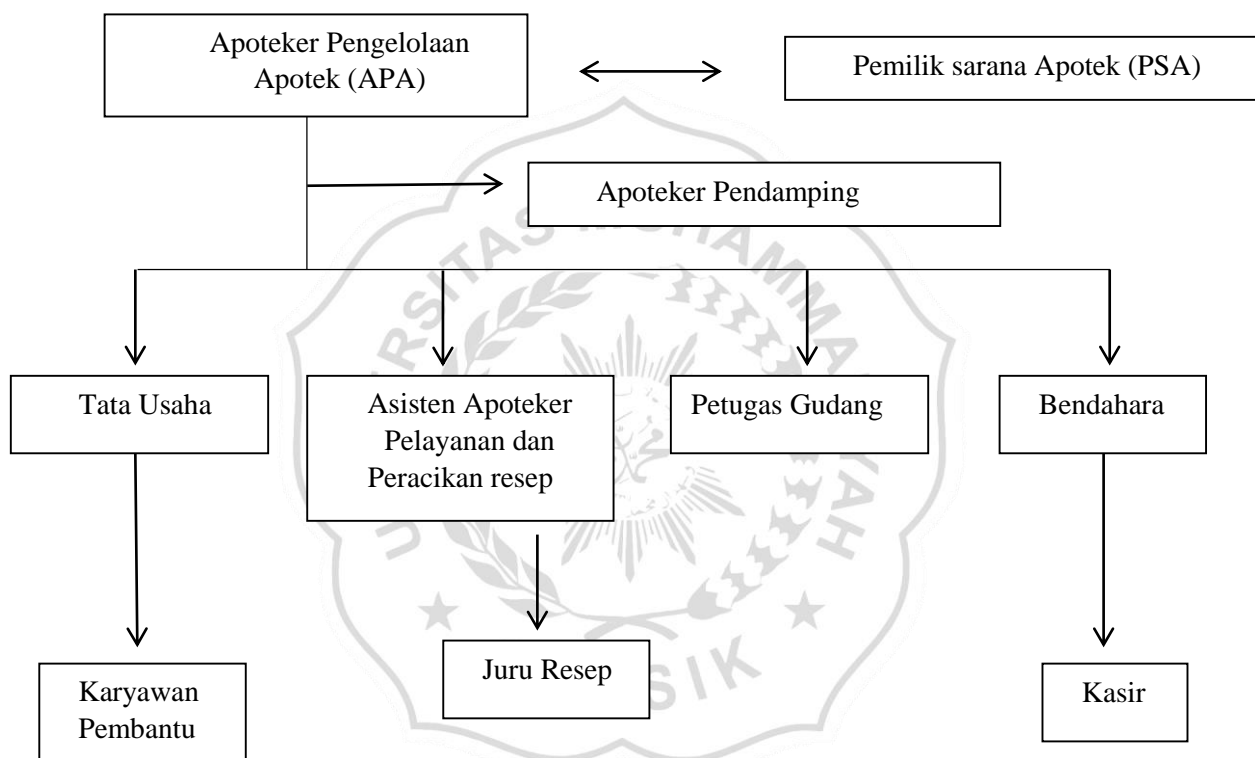 Apoteker Pengelolaan
Apotek (APA)
Pemilik sarana Apotek (PSA)
Apoteker Pendamping
Tata Usaha
Asisten Apoteker
Pelayanan dan
Peracikan resep
Petugas Gudang
Bendahara
Karyawan
Pembantu
Juru Resep
Kasir